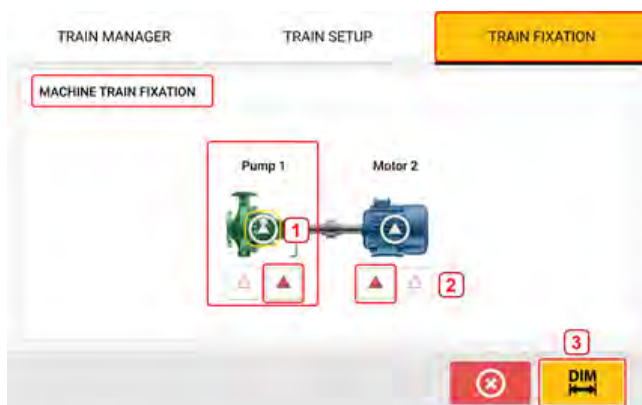 TRAIN MANAGER
TRAIN SETUP
TRAIN FIXATION
MACHINE TRAIN FIXATION
Pump 1
Motor 2
1
2
3
DIM